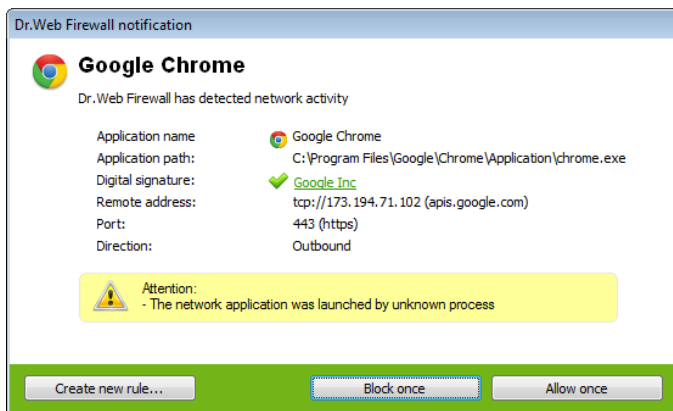 Dr.Web Firewall notification
Google Chrome
Dr.Web Firewall has detected network activity
Application name Google Chrome
Application path: C:\Program Files\Google\Chrome\Application\chrome.exe
Digital signature: Google Inc
Remote address: tcp://173.194.71.102 (apis.google.com)
Port: 443 (https)
Direction: Outbound
Attention:
- The network application was launched by unknown process
Create new rule... Block once Allow once